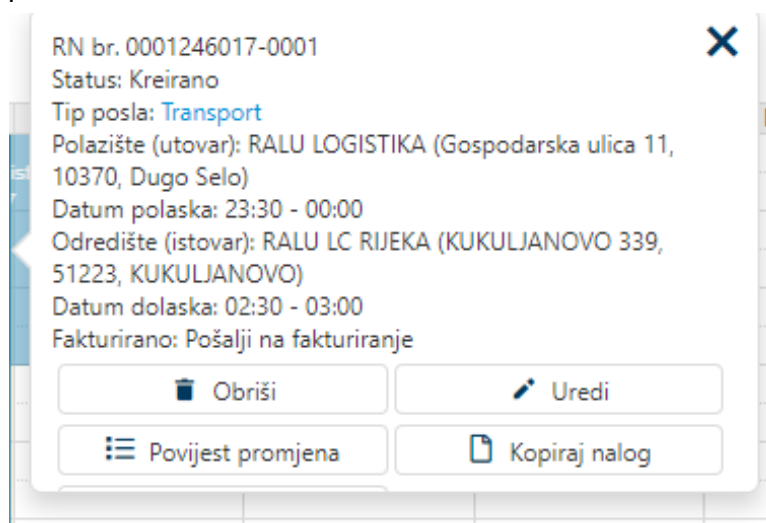 RN br. 0001246017-0001
Status: Kreirano
Tip posla: Transport
Polazište (utovar): RALU LOGISTIKA (Gospodarska ulica 11,
10370, Dugo Selo)
Datum polaska: 23:30 - 00:00
Odredište (istovar): RALU LC RIJEKA (KUKULJANOVO 339,
51223, KUKULJANOVO)
Datum dolaska: 02:30 - 03:00
Fakturirano: Pošalji na fakturiranje
Obriši
Uredi
Povijest promjena
Kopiraj nalog